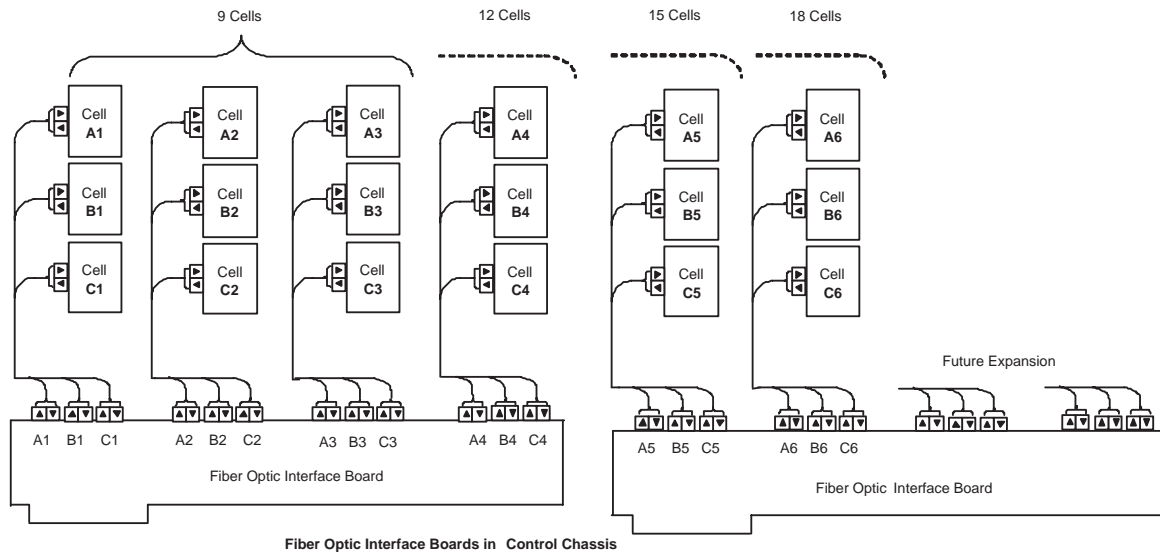 9 Cells
12 Cells
15 Cells
18 Cells
Cell
A1
Cell
A2
Cell
A3
Cell
A4
Cell
A5
Cell
A6
Cell
B1
Cell
B2
Cell
B3
Cell
B4
Cell
B5
Cell
B6
Cell
C1
Cell
C2
Cell
C3
Cell
C4
Cell
C5
Cell
C6
Future Expansion
A1 B1 C1
A2 B2 C2
A3 B3 C3
A4 B4 C4
A5 B5 C5
A6 B6 C6
Fiber Optic Interface Board
Fiber Optic Interface Board
Fiber Optic Interface Boards in Control Chassis